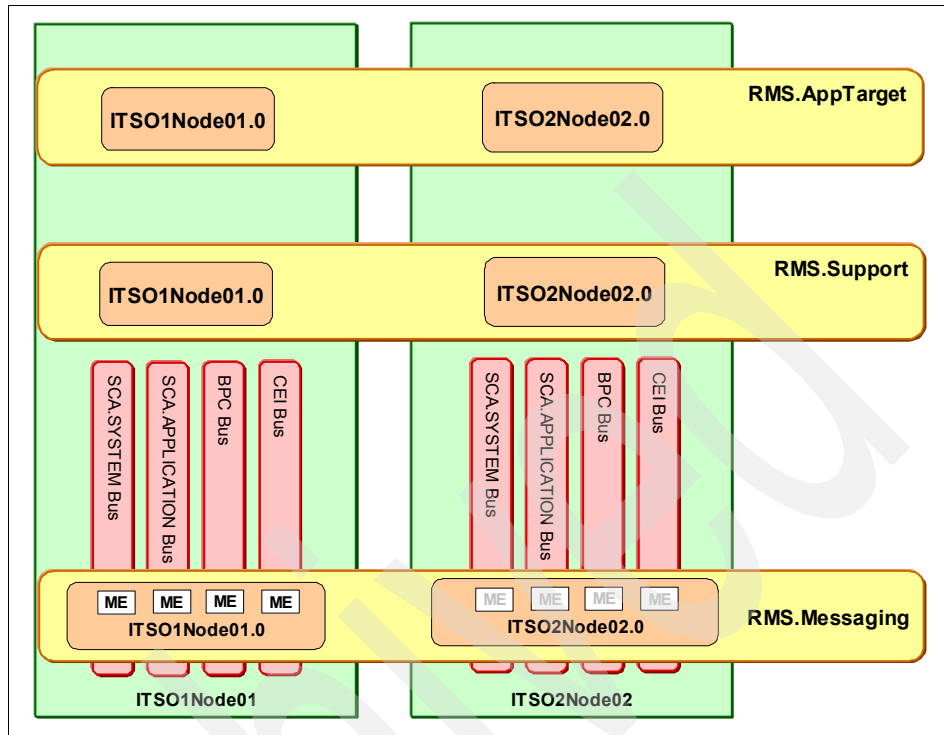 RMS.AppTarget
ITSO1Node01.0
ITSO2Node02.0
RMS.Support
ITSO1Node01.0
ITSO2Node02.0
SCA.SYSTEM Bus
SCA.APPLICATION Bus
BPC Bus
CEI Bus
SCA.SYSTEM Bus
SCA.APPLICATION Bus
BPC Bus
CEI Bus
ME ME ME ME
ITSO1Node01.0
ME ME ME ME
ITSO2Node02.0
RMS.Messaging
ITSO1Node01
ITSO2Node02